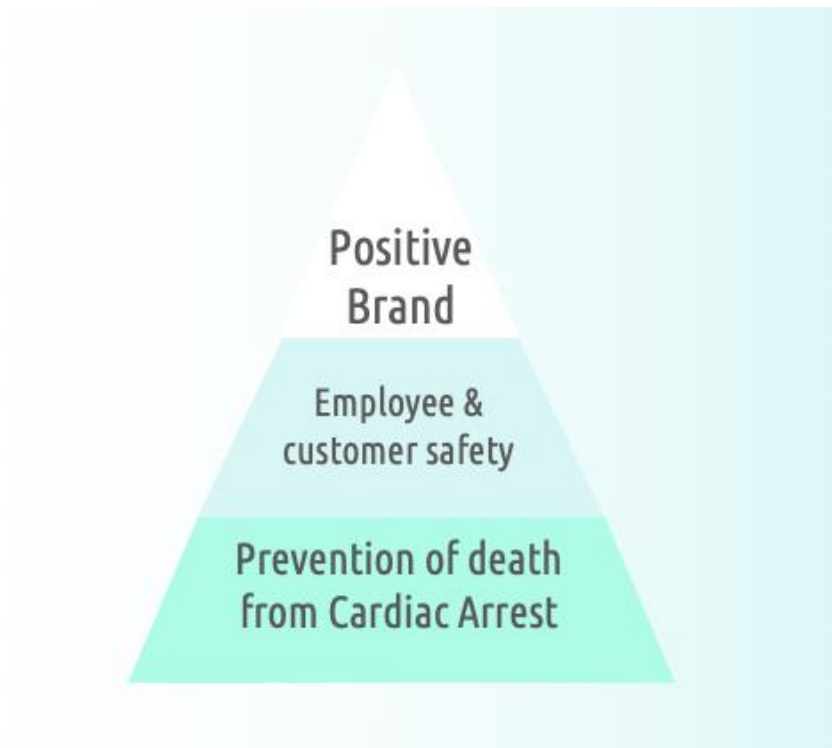 Positive
Brand
Employee &
customer safety
Prevention of death
from Cardiac Arrest